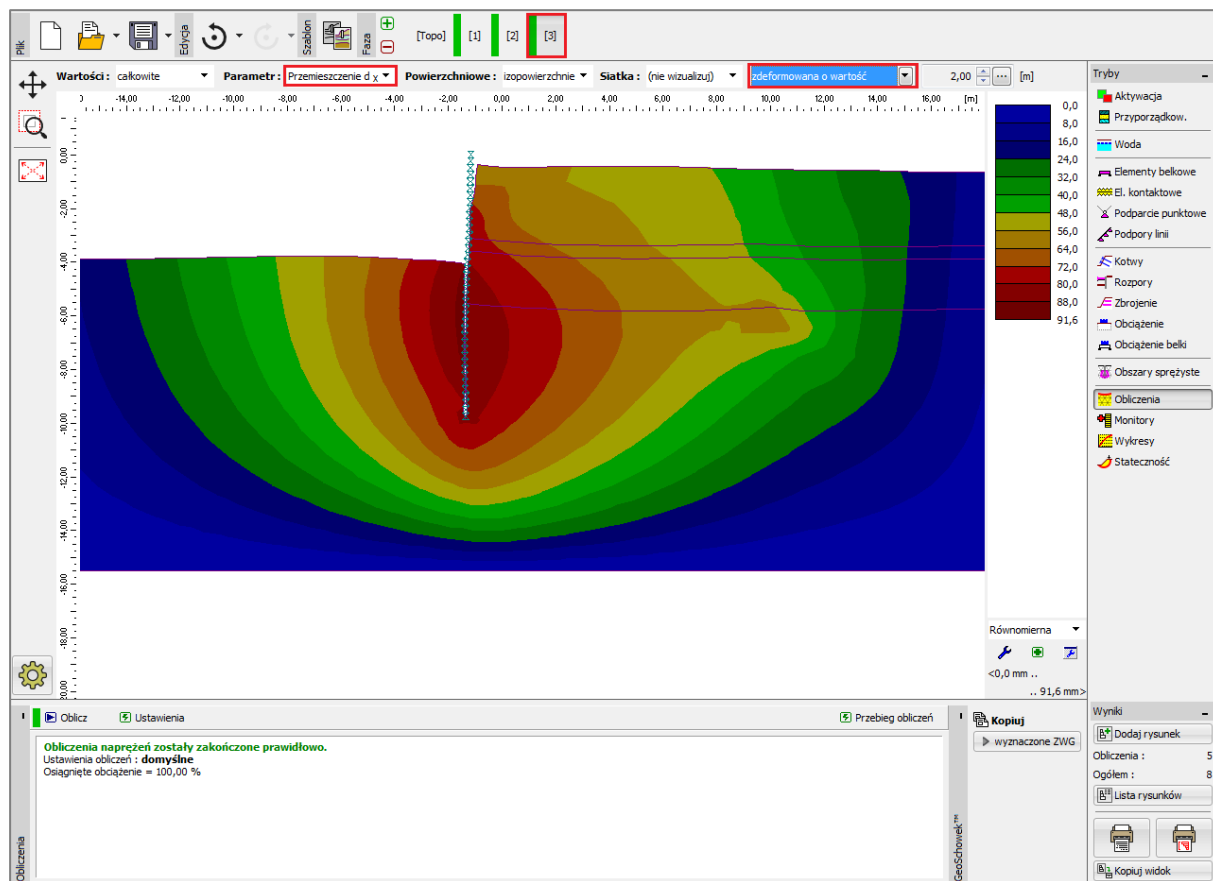 Plik
Edycja
Szablon
Faza
[Topo] [1] [2] [3]
Wartości : całkowite Parametr : Przemieszczenie d x Powierzchniowe : izopowierzchnie Siatka : (nie wizualizuj) zdeformowana o wartość 2,00 ... [m]
-14,00 -12,00 -10,00 -8,00 -6,00 -4,00 -2,00 0,00 2,00 4,00 6,00 8,00 10,00 12,00 14,00 16,00 [m]
0,00
-2,00
-4,00
-6,00
-8,00
-10,00
-12,00
-14,00
-16,00
-18,00
20,00
0,0
8,0
16,0
24,0
32,0
40,0
48,0
56,0
64,0
72,0
80,0
88,0
91,6
Równomierna
<0,0 mm ..
.. 91,6 mm>
Tryby
Aktywacja
Przyporządkow.
Woda
Elementy belkowe
El. kontaktowe
Podparcie punktowe
Podpory linii
Kotwy
Rozpory
Zbrojenie
Obciążenie
Obciążenie belki
Obszary sprężyste
Obliczenia
Monitory
Wykresy
Stateczność
Oblicz Ustawienia Przebieg obliczeń
Obliczenia naprężeń zostały zakończone prawidłowo.
Ustawienia obliczeń : domyślne
Osiągnięte obciążenie = 100,00 %
Obliczenia
GeoSchowek™
Kopiuj
wyznaczone ZWG
Wyniki
Dodaj rysunek
Obliczenia : 5
Ogółem : 8
Lista rysunków
Kopiuj widok